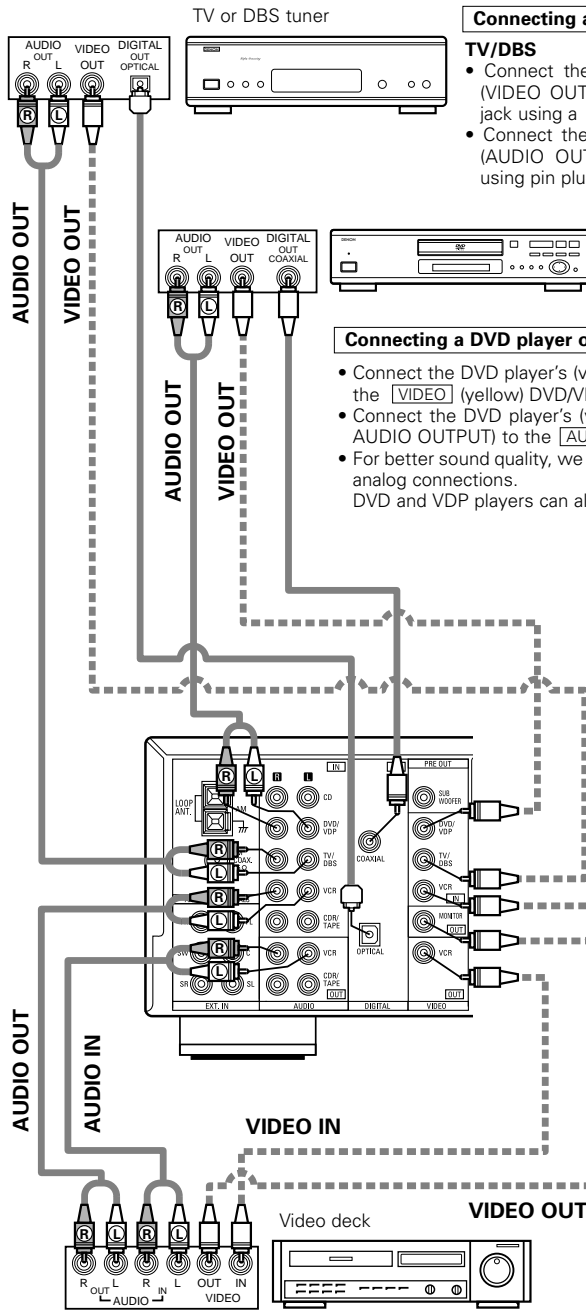 TV or DBS tuner
AUDIO
OUT
R L
VIDEO
OUT
DIGITAL
OUT
OPTICAL
R L
DENON
Connecting a
TV/DBS
• Connect the
(VIDEO OUT
jack using a
• Connect the
(AUDIO OUT
using pin plu
AUDIO OUT
VIDEO OUT
AUDIO
OUT
R L
VIDEO
OUT
DIGITAL
OUT
COAXIAL
R L
DENON
DVD
Connecting a DVD player o
• Connect the DVD player's (v
the VIDEO (yellow) DVD/V
• Connect the DVD player's (
AUDIO OUTPUT) to the AU
• For better sound quality, we
analog connections.
DVD and VDP players can al
AUDIO OUT
VIDEO OUT
R L
R L
IN
PRE OUT
LOOP
ANT.
AM
CD
SUB
WOOFER
DVD/
VDP
COAXIAL
DVD/
VDP
R
L
COAX.
TV/
DBS
TV/
DBS
R
L
VCR
VCR
IN
CDR/
TAPE
OPTICAL
MONITOR
OUT
SW
R
L
C
VCR
VCR
SR
SL
CDR/
TAPE
OUT
OUT
EXT. IN
AUDIO
DIGITAL
VIDEO
AUDIO OUT
AUDIO IN
VIDEO IN
VIDEO OUT
Video deck
R L R L
R L R L OUT IN
OUT AUDIO IN VIDEO